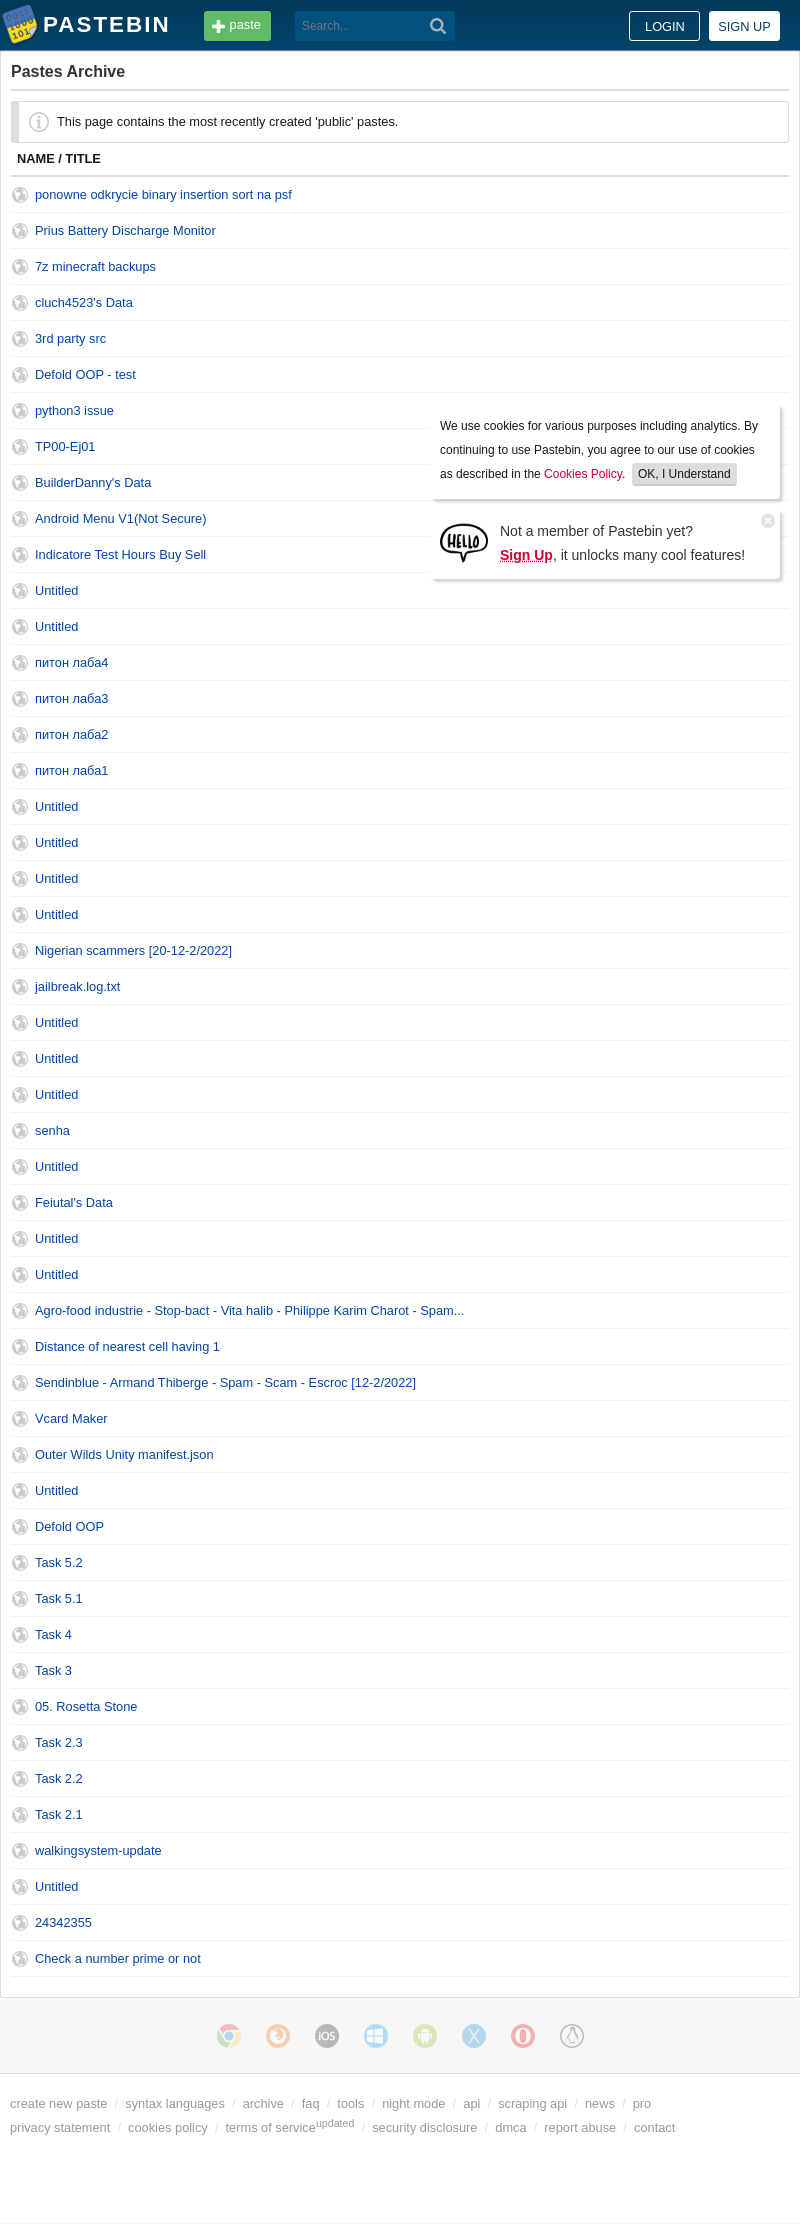 PASTEBIN paste Search... LOGIN SIGN UP
Pastes Archive
This page contains the most recently created 'public' pastes.
NAME / TITLE
ponowne odkrycie binary insertion sort na psf
Prius Battery Discharge Monitor
7z minecraft backups
cluch4523's Data
3rd party src
Defold OOP - test
python3 issue
TP00-Ej01
BuilderDanny's Data
Android Menu V1(Not Secure)
Indicatore Test Hours Buy Sell
We use cookies for various purposes including analytics. By
continuing to use Pastebin, you agree to our use of cookies
as described in the Cookies Policy. OK, I Understand
HELLO
Not a member of Pastebin yet?
Sign Up, it unlocks many cool features!
Untitled
Untitled
питон лаба4
питон лаба3
питон лаба2
питон лаба1
Untitled
Untitled
Untitled
Untitled
Nigerian scammers [20-12-2/2022]
jailbreak.log.txt
Untitled
Untitled
Untitled
senha
Untitled
Feiutal's Data
Untitled
Untitled
Agro-food industrie - Stop-bact - Vita halib - Philippe Karim Charot - Spam...
Distance of nearest cell having 1
Sendinblue - Armand Thiberge - Spam - Scam - Escroc [12-2/2022]
Vcard Maker
Outer Wilds Unity manifest.json
Untitled
Defold OOP
Task 5.2
Task 5.1
Task 4
Task 3
05. Rosetta Stone
Task 2.3
Task 2.2
Task 2.1
walkingsystem-update
Untitled
24342355
Check a number prime or not
iOS
create new paste / syntax languages / archive / faq / tools / night mode / api / scraping api / news / pro
privacy statement / cookies policy / terms of service updated / security disclosure / dmca / report abuse / contact